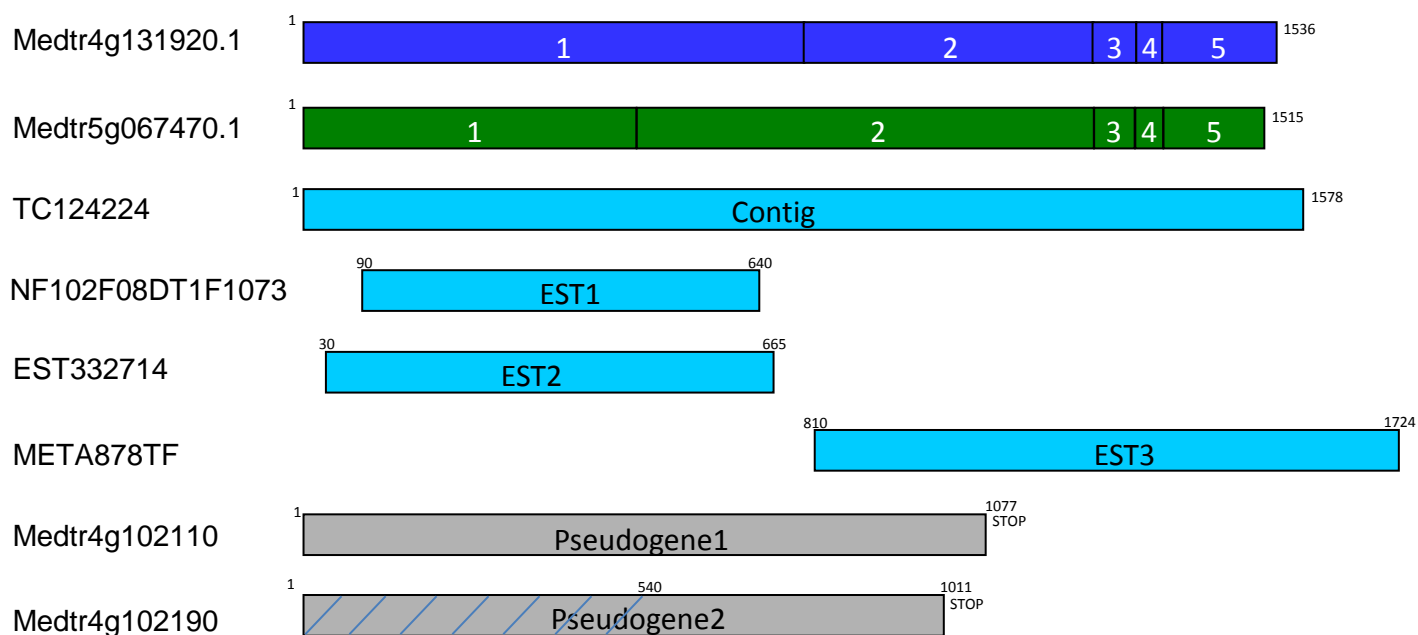 Medtr4g131920.1 1 1 2 3 4 5 1536
Medtr5g067470.1 1 1 2 3 4 5 1515
TC124224 1 Contig 1578
NF102F08DT1F1073 90 EST1 640
EST332714 30 EST2 665
META878TF 810 EST3 1724
Medtr4g102110 1 Pseudogene1 1077
STOP
Medtr4g102190 1 Pseudogene2 540 1011
STOP